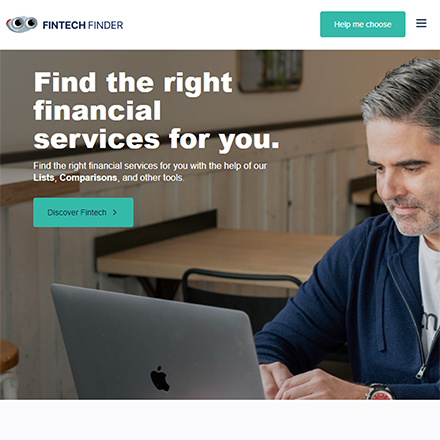 FINTECH FINDER
Help me choose
Find the right
financial
services for you.
Find the right financial services for you with the help of our
Lists, Comparisons, and other tools.
Discover Fintech